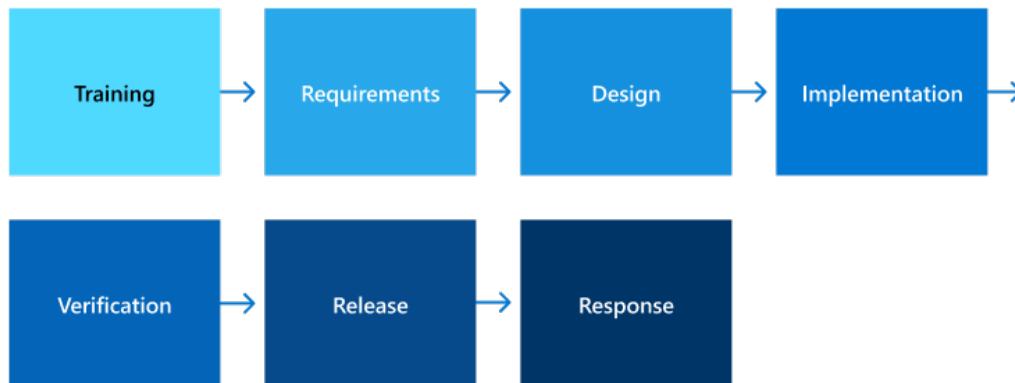 Training
Requirements
Design
Implementation
Verification
Release
Response